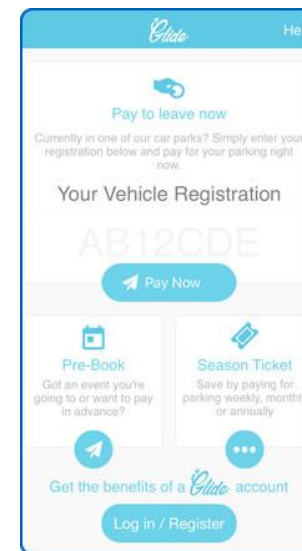 Glide
He
Pay to leave now
Currently in one of our car parks? Simply enter your
registration below and pay for your parking right
now.
Your Vehicle Registration
AB12CDE
Pay Now
Pre-Book
Got an event you're
going to or want to pay
in advance?
Season Ticket
Save by paying for
parking weekly, monthly
or annually
Get the benefits of a Glide account
Log in / Register